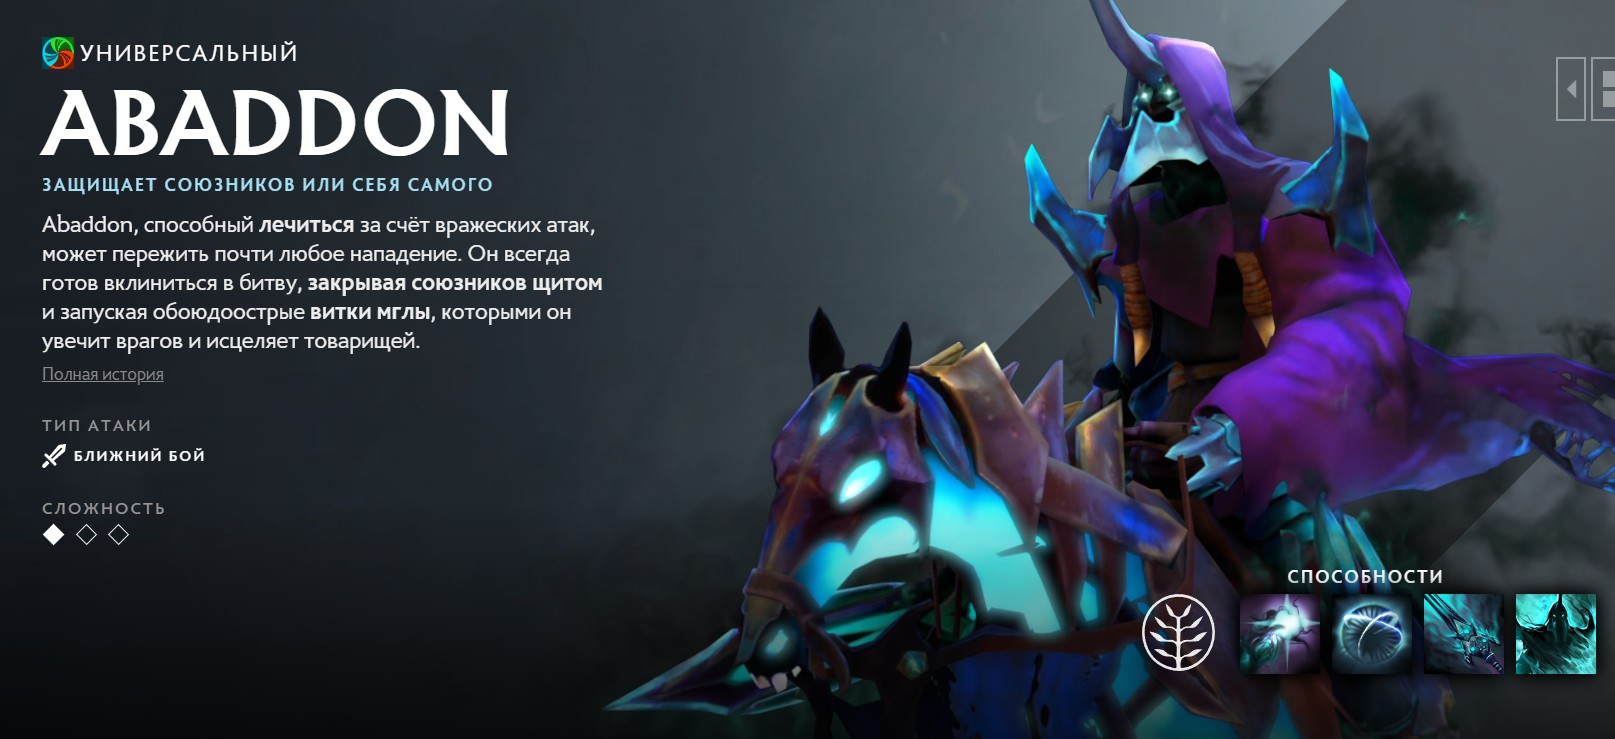 УНИВЕРСАЛЬНЫЙ
ABADDON
ЗАЩИЩАЕТ СОЮЗНИКОВ ИЛИ СЕБЯ САМОГО
Abaddon, способный лечиться за счёт вражеских атак,
может пережить почти любое нападение. Он всегда
готов вклиниться в битву, закрывая союзников щитом
и запуская обоюдоострые витки мглы, которыми он
увечит врагов и исцеляет товарищей.
Полная история
ТИП АТАКИ
БЛИЖНИЙ БОЙ
СЛОЖНОСТЬ
СПОСОБНОСТИ